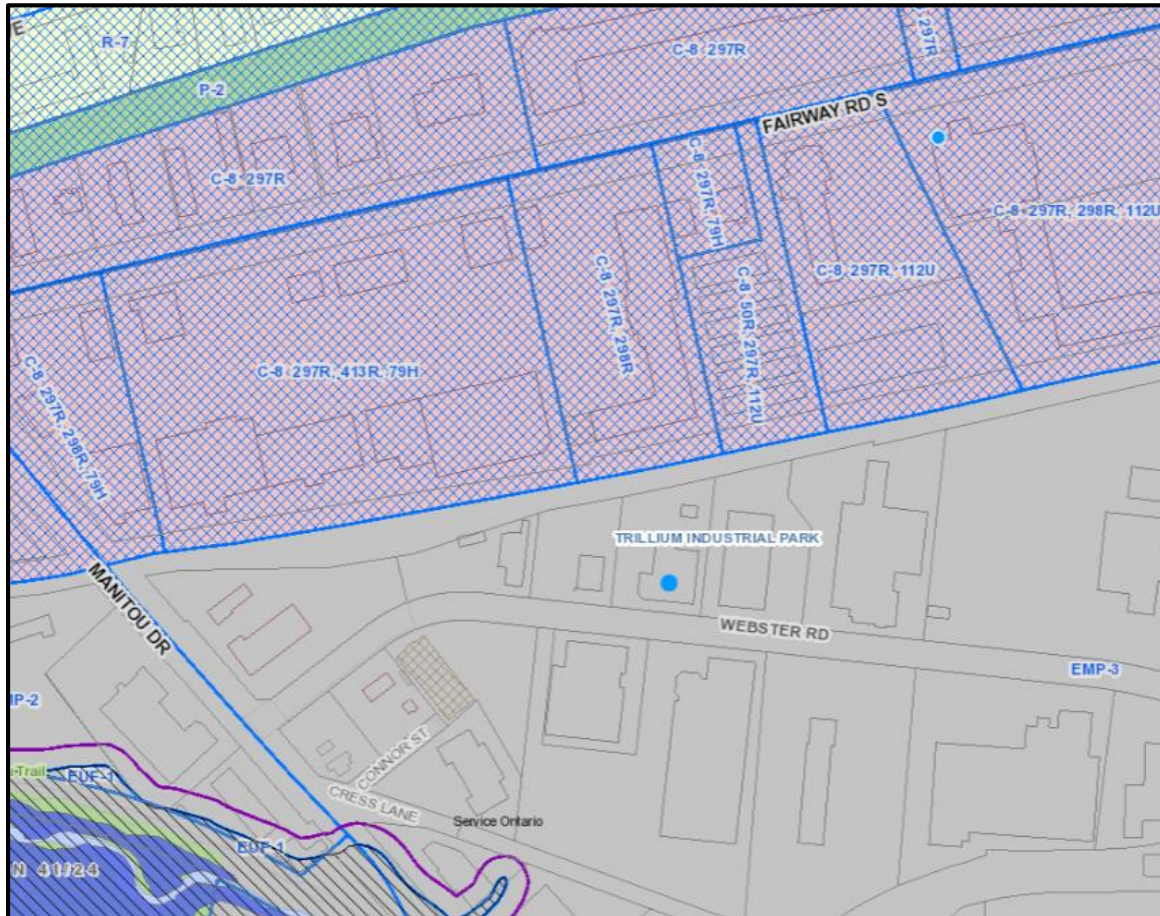 E
R-7
P-2
C-8 297R
297R
FAIRWAY RD S
C-8 297R
C-8 297R, 79H
C-8 297R, 298R, 112U
C-8 297R, 112U
C-8 297R, 298R
C-8 50R, 297R, 112U
C-8 297R, 413R, 79H
C-8 297R, 298R, 79H
TRILLIUM INDUSTRIAL PARK
MANITOU DR
WEBSTER RD
EMP-3
MP-2
CONNOR ST
Trail
EUF-1
CRESS LANE
Service Ontario
EUF-1
N 41/24